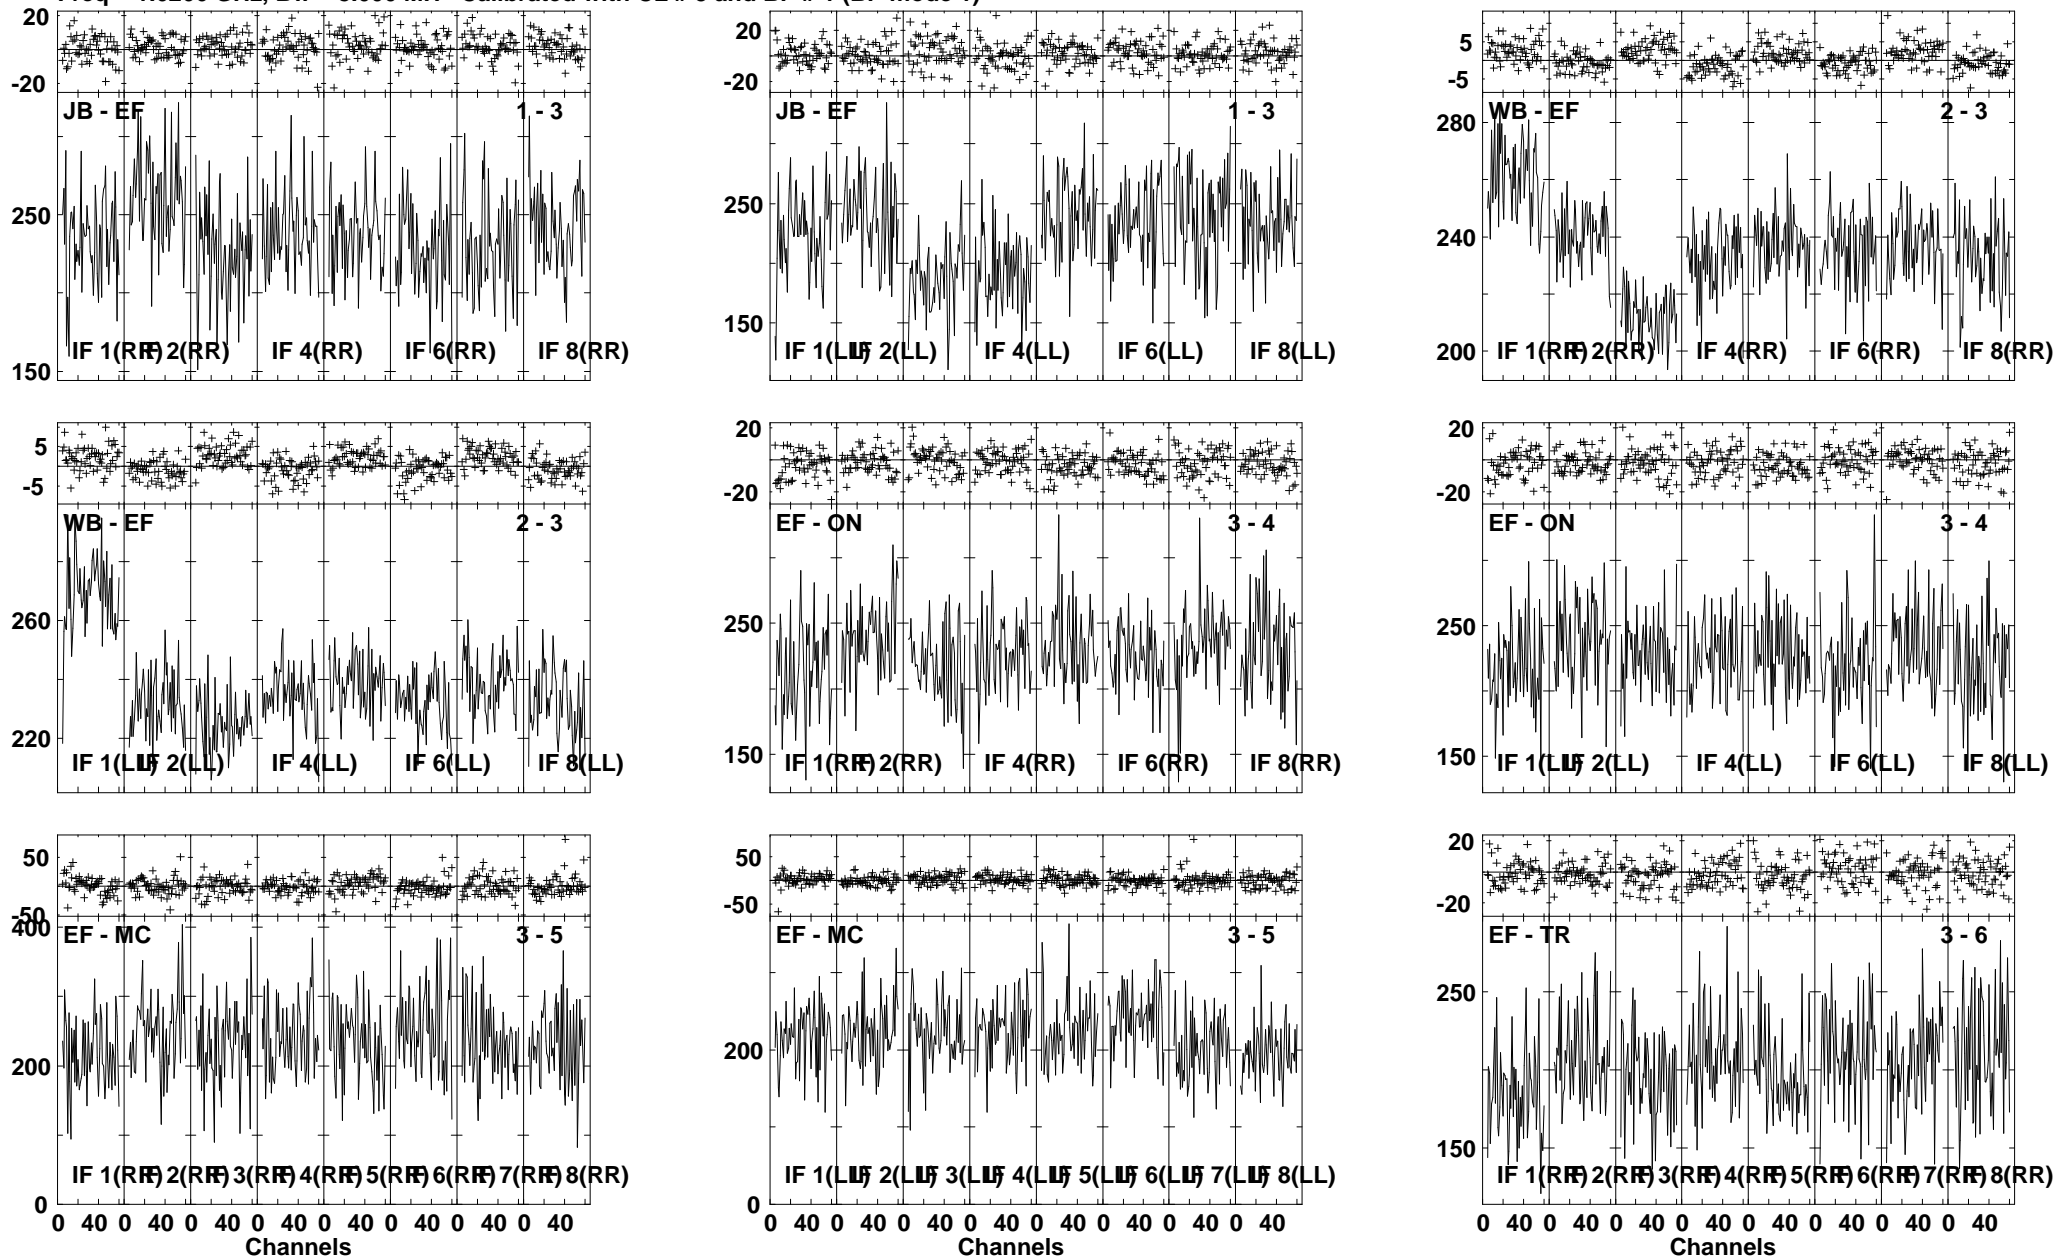 20
-20
JB - EF 1 - 3
250
150
IF 1(RR) IF 2(RR) IF 4(RR) IF 6(RR) IF 8(RR)
20
-20
JB - EF 1 - 3
250
150
IF 1(LL) IF 2(LL) IF 4(LL) IF 6(LL) IF 8(LL)
5
-5
WB - EF 2 - 3
280
240
200
IF 1(RR) IF 2(RR) IF 4(RR) IF 6(RR) IF 8(RR)
5
-5
WB - EF 2 - 3
260
220
IF 1(LL) IF 2(LL) IF 4(LL) IF 6(LL) IF 8(LL)
20
-20
EF - ON 3 - 4
250
150
IF 1(RR) IF 2(RR) IF 4(RR) IF 6(RR) IF 8(RR)
20
-20
EF - ON 3 - 4
250
150
IF 1(LL) IF 2(LL) IF 4(LL) IF 6(LL) IF 8(LL)
50
-50
400
EF - MC 3 - 5
200
IF 1(RR) IF 2(RR) IF 3(RR) IF 4(RR) IF 5(RR) IF 6(RR) IF 7(RR) IF 8(RR)
0
0 40 0 40 0 40 0 40 0 40 0 40 0 40 0 40
Channels
50
-50
EF - MC 3 - 5
200
IF 1(LL) IF 2(LL) IF 3(LL) IF 4(LL) IF 5(LL) IF 6(LL) IF 7(LL) IF 8(LL)
0
0 40 0 40 0 40 0 40 0 40 0 40 0 40 0 40
Channels
20
-20
EF - TR 3 - 6
250
150
IF 1(RR) IF 2(RR) IF 3(RR) IF 4(RR) IF 5(RR) IF 6(RR) IF 7(RR) IF 8(RR)
0 40 0 40 0 40 0 40 0 40 0 40 0 40 0 40
Channels